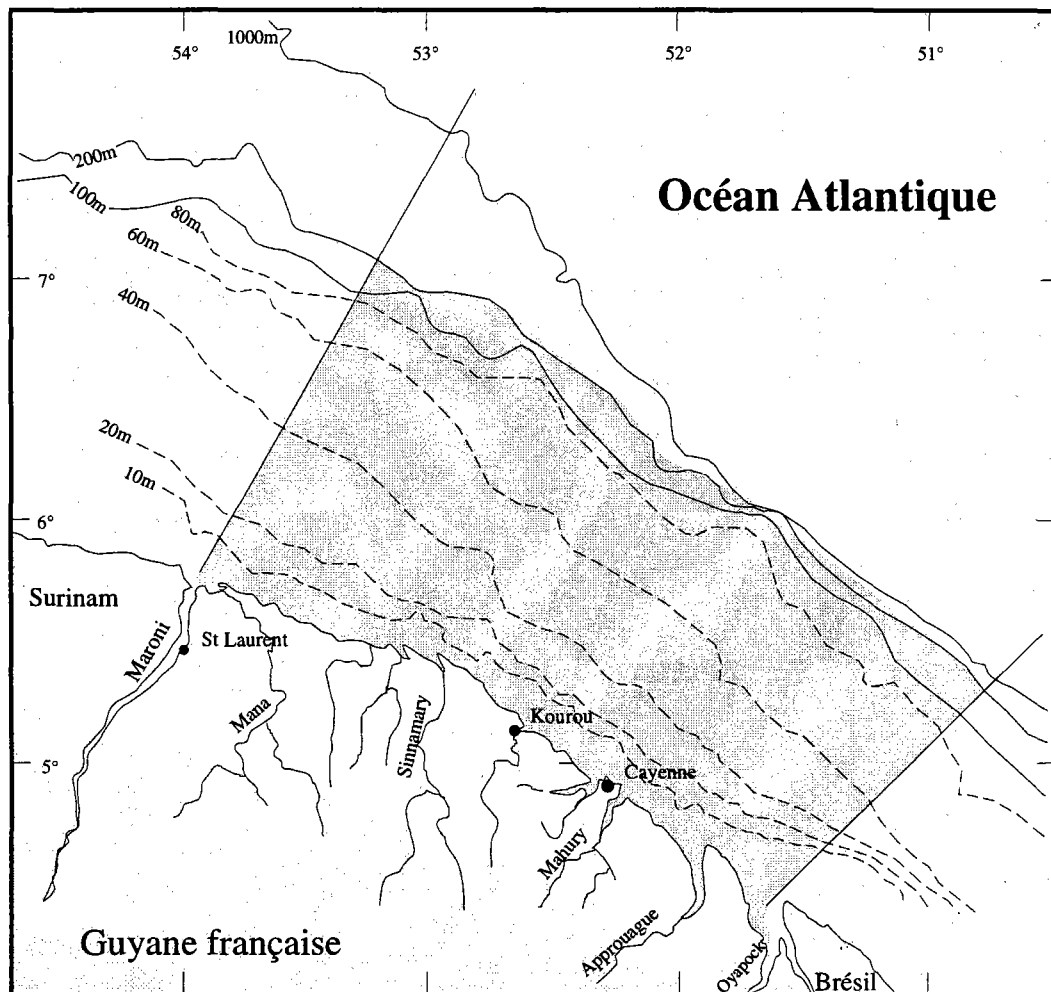 1000m
54°
53°
52°
51°
200m
100m
80m
60m
40m
20m
10m
Océan Atlantique
7°
6°
5°
Surinam
Maroni
St Laurent
Mana
Sinnamary
Kourou
Cayenne
Mahury
Approuague
Oyapock
Guyane française
Brésil